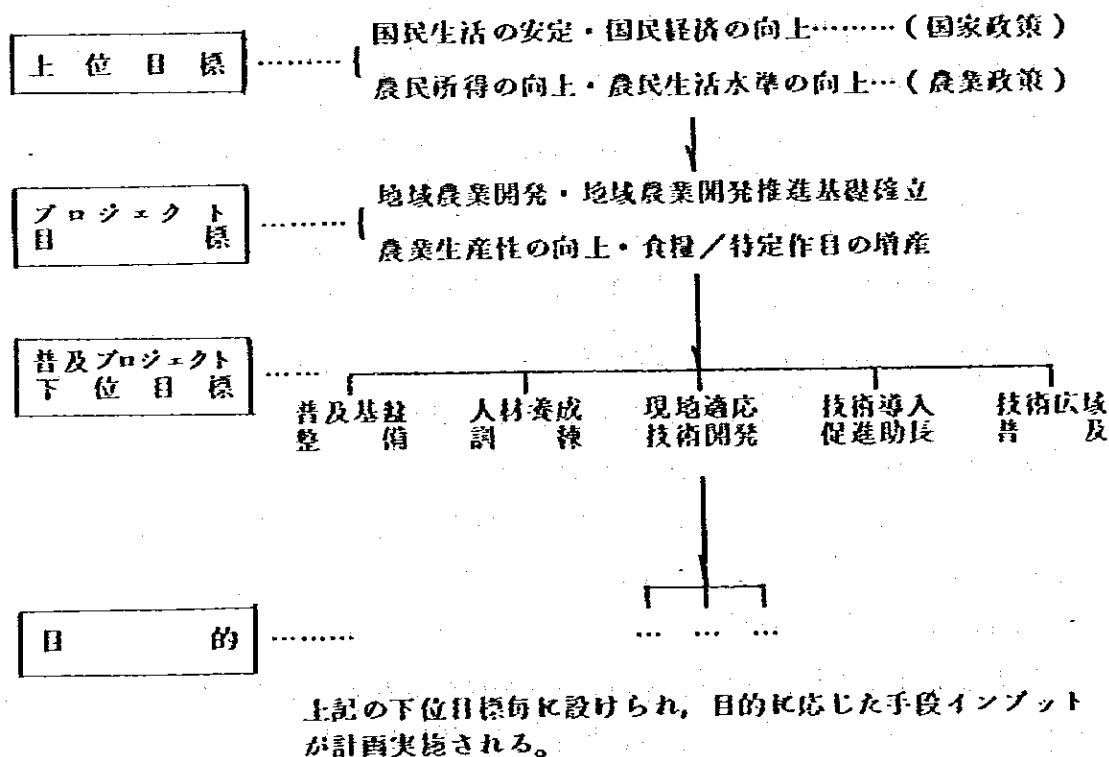 上位目標
国民生活の安定・国民経済の向上………(国家政策)
農民所得の向上・農民生活水準の向上…(農業政策)
プロジェクト
目標
地域農業開発・地域農業開発推進基礎確立
農業生産性の向上・食糧/特定作目の増産
普及プロジェクト
下位目標
普及基盤
整備
人材養成
訓練
現地適応
技術開発
技術導入
促進助長
技術広域
普及
目的
… … …
上記の下位目標毎に設けられ,目的に応じた手段インプット
が計画実施される。